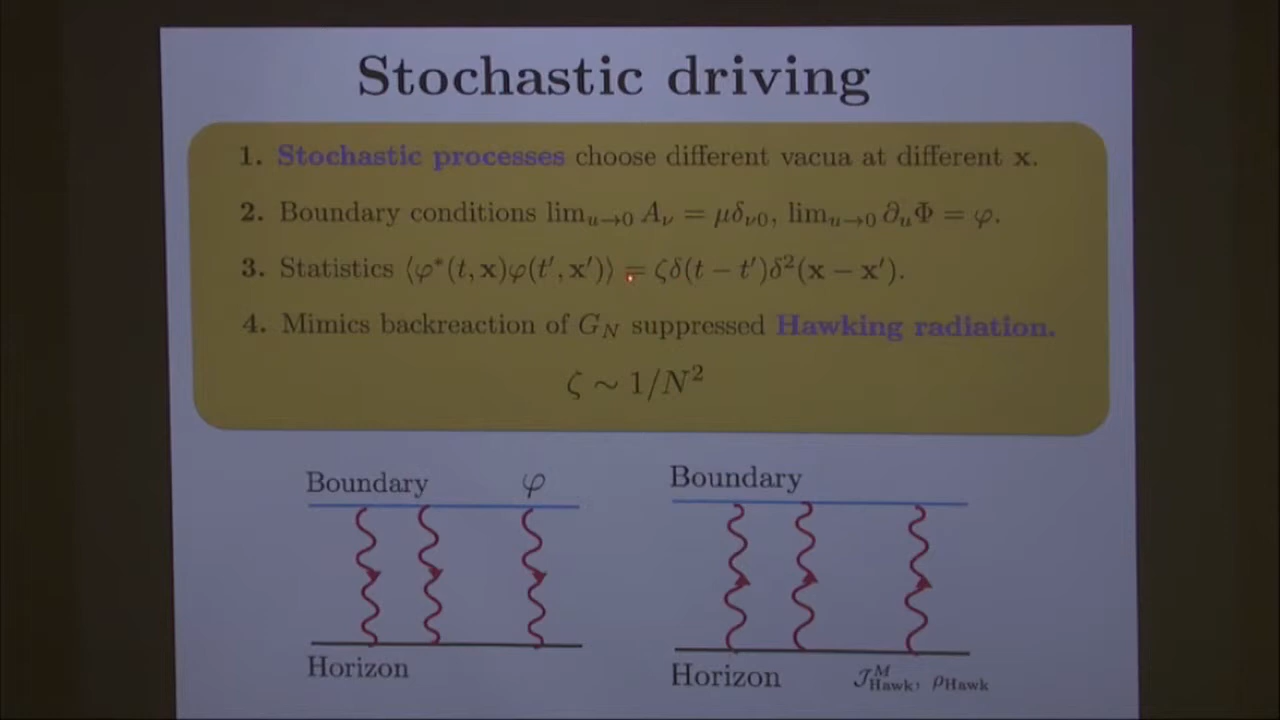 Stochastic driving
1. Stochastic processes choose different vacua at different x.
2. Boundary conditions lim_{u→0} A_ν = μδ_{ν0}, lim_{u→0} ∂_uΦ = φ.
3. Statistics ⟨φ*(t, x)φ(t′, x′)⟩ = ζδ(t − t′)δ²(x − x′).
4. Mimics backreaction of G_N suppressed Hawking radiation.
ζ ∼ 1/N²
Boundary φ
Horizon
Boundary
Horizon 𝒥^M_Hawk, ρ_Hawk